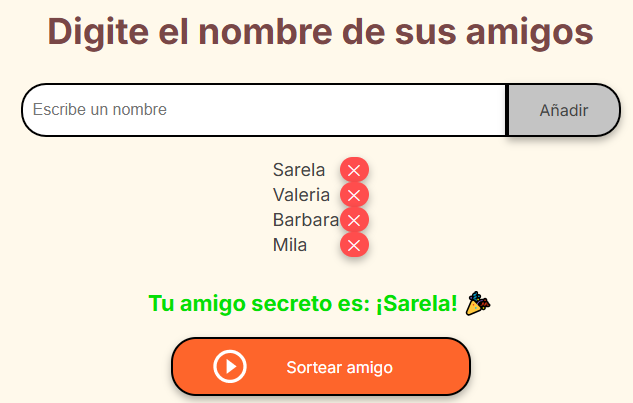 Digite el nombre de sus amigos
Escribe un nombre
Añadir
Sarela
Valeria
Barbara
Mila
Tu amigo secreto es: ¡Sarela! 🎉
Sortear amigo